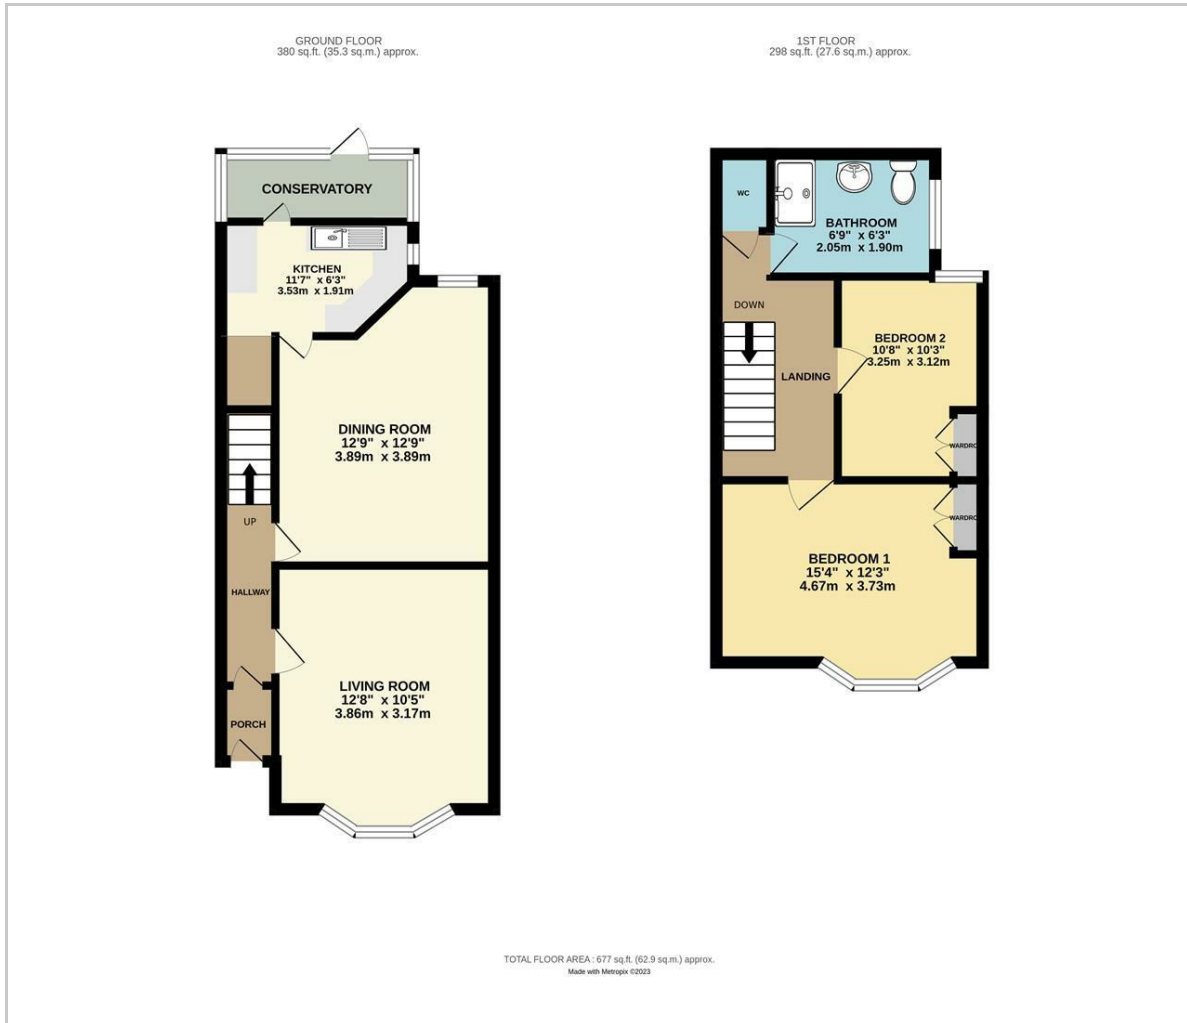 GROUND FLOOR
380 sq.ft. (35.3 sq.m.) approx.
CONSERVATORY
KITCHEN
11'7" x 6'3"
3.53m x 1.91m
DINING ROOM
12'9" x 12'9"
3.89m x 3.89m
UP
HALLWAY
LIVING ROOM
12'8" x 10'5"
3.86m x 3.17m
PORCH
1ST FLOOR
298 sq.ft. (27.6 sq.m.) approx.
WC
BATHROOM
6'9" x 6'3"
2.05m x 1.90m
DOWN
BEDROOM 2
10'8" x 10'3"
3.25m x 3.12m
LANDING
WARDRO
WARDRO
BEDROOM 1
15'4" x 12'3"
4.67m x 3.73m
TOTAL FLOOR AREA : 677 sq.ft. (62.9 sq.m.) approx.
Made with Metropix ©2023